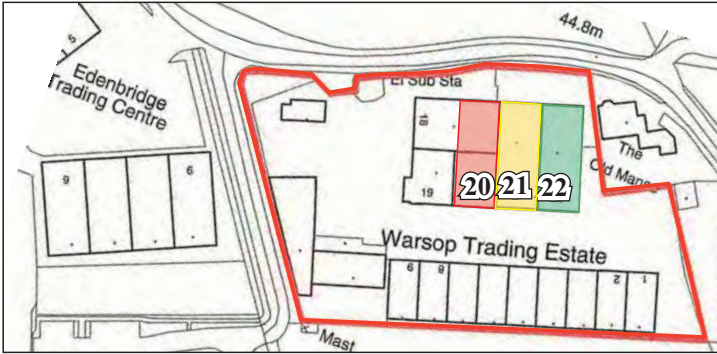 44.8m
5
Edenbridge
Trading Centre
El Sub Sta
18
The
Old Manse
9
6
19
20
21
22
Warsop Trading Estate
9
8
2
1
Mast